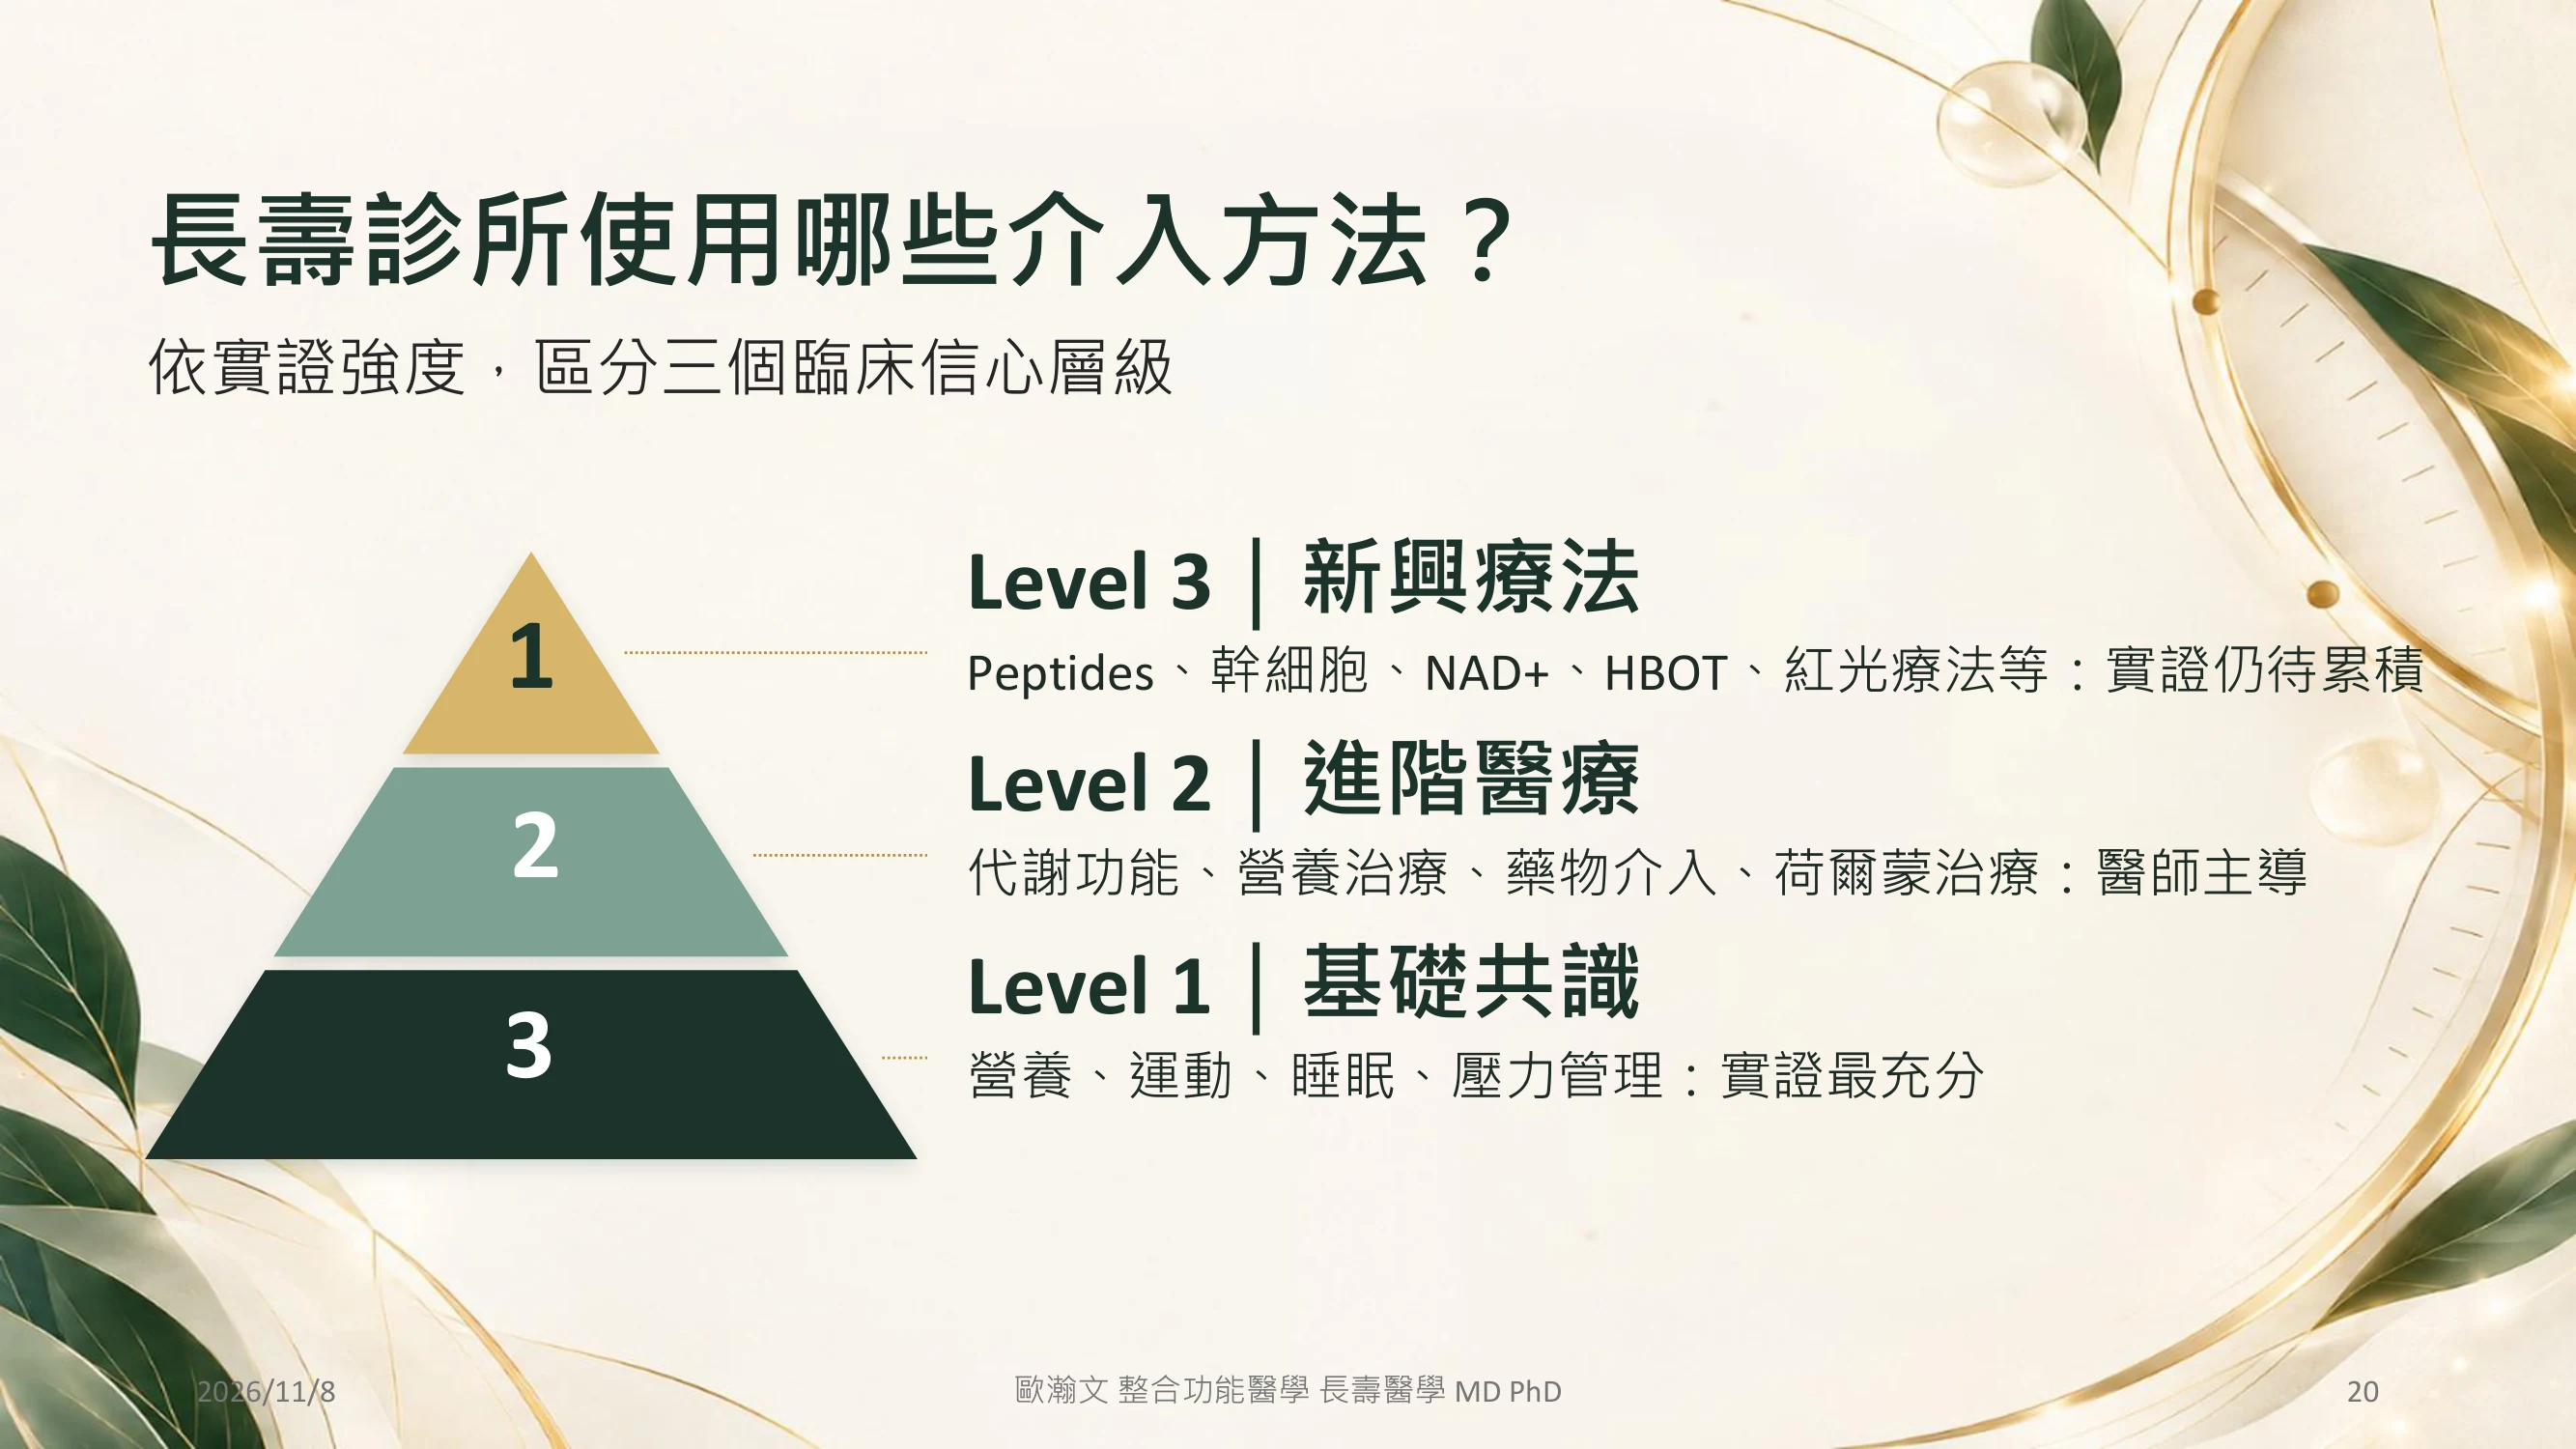 長壽診所使用哪些介入方法？
依實證強度，區分三個臨床信心層級
1
Level 3｜新興療法
Peptides、幹細胞、NAD+、HBOT、紅光療法等：實證仍待累積
2
Level 2｜進階醫療
代謝功能、營養治療、藥物介入、荷爾蒙治療：醫師主導
3
Level 1｜基礎共識
營養、運動、睡眠、壓力管理：實證最充分
2026/11/8
歐瀚文 整合功能醫學 長壽醫學 MD PhD
20